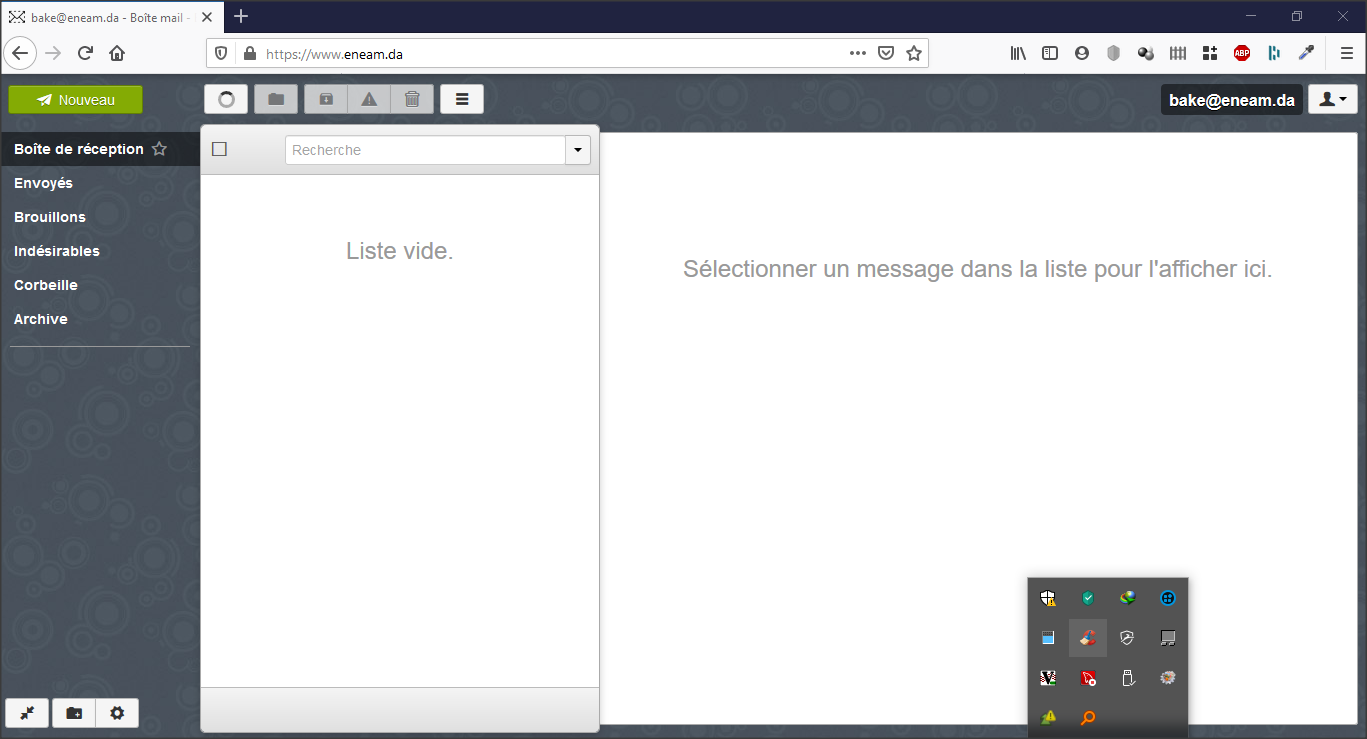 bake@eneam.da - Boîte mail -
https://www.eneam.da
ABP
Nouveau
bake@eneam.da
Boîte de réception
Recherche
Envoyés
Brouillons
Indésirables
Corbeille
Archive
Liste vide.
Sélectionner un message dans la liste pour l'afficher ici.